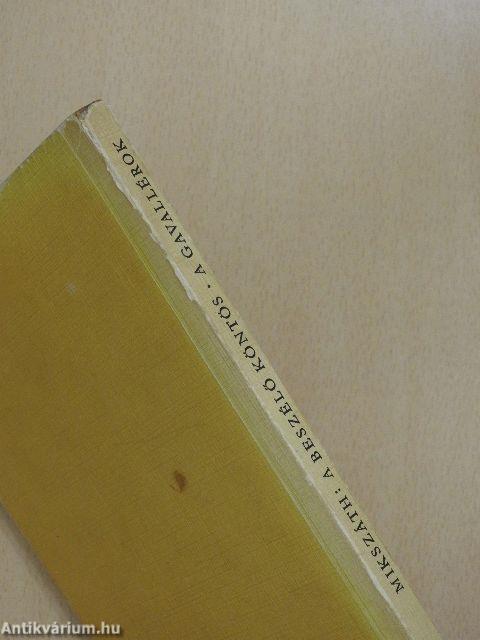 MIKSZÁTH: A BESZÉLŐ KÖNTÖS · A GAVALLÉROK
Antikvárium.hu